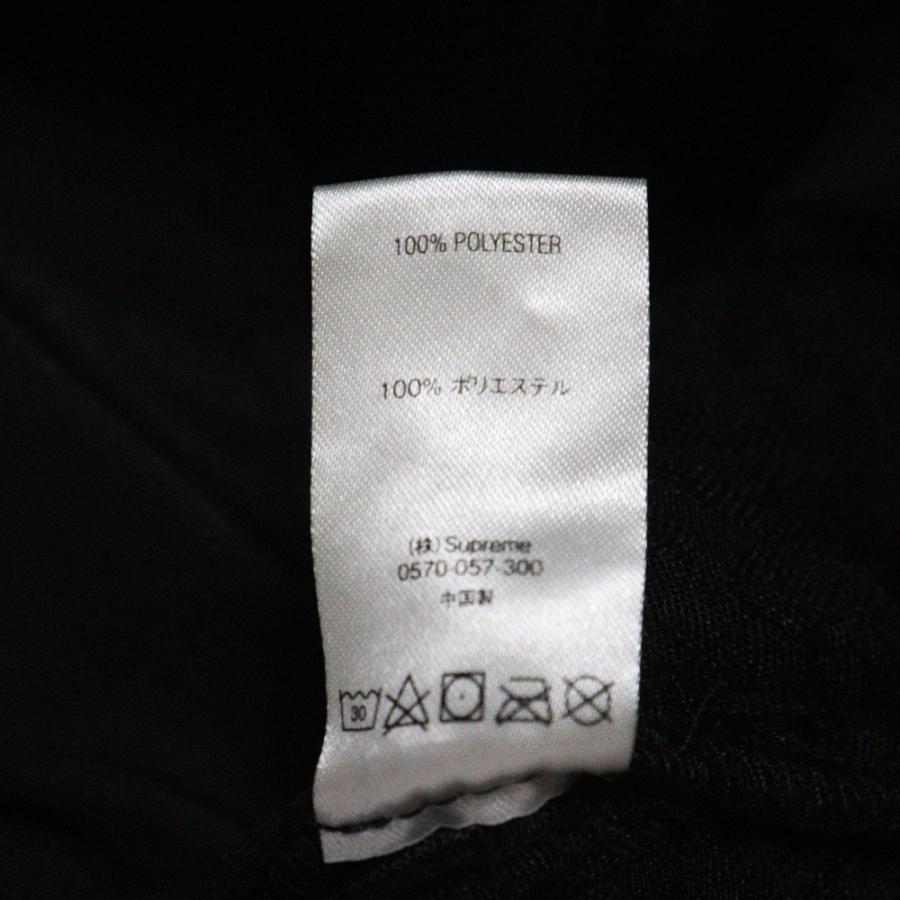 100% POLYESTER
100% ポリエステル
(株)Supreme
0570-057-300
中国製
30